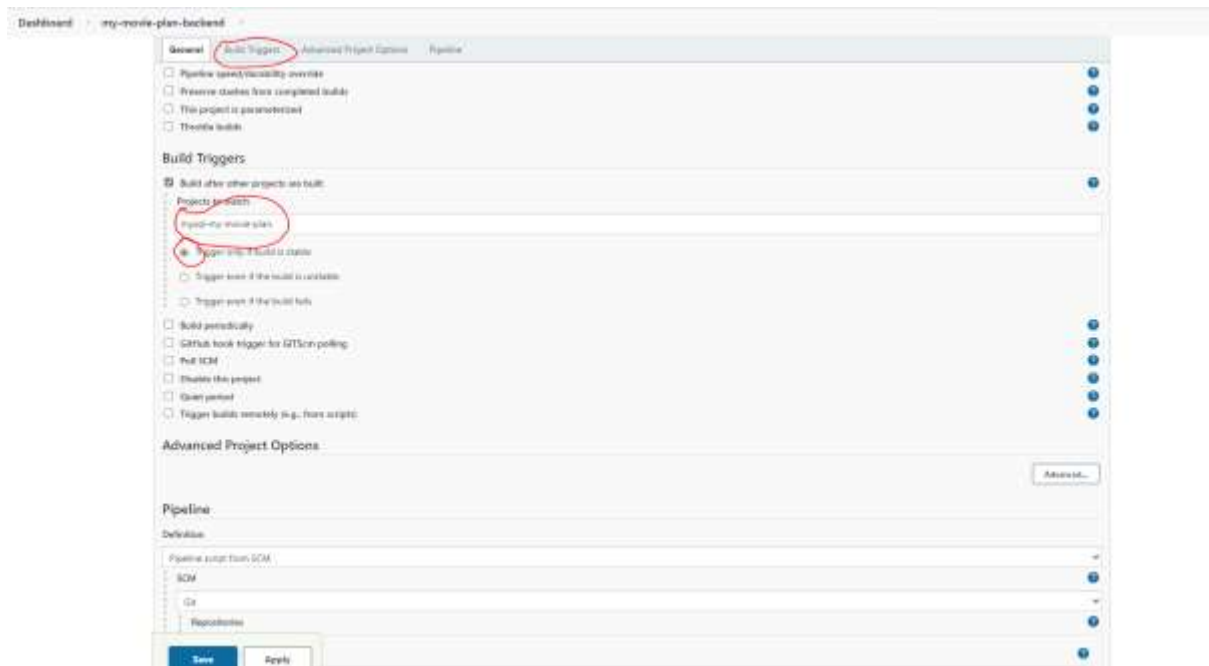 Dashboard my-movie-plan-backend
General Build Triggers Advanced Project Options Pipeline
Pipeline speed/durability override
Preserve stashes from completed builds
This project is parameterized
Throttle builds
Build Triggers
Build after other projects are built
Projects to watch
mysql-my-movie-plan
Trigger only if build is stable
Trigger even if the build is unstable
Trigger even if the build fails
Build periodically
GitHub hook trigger for GITScm polling
Poll SCM
Disable this project
Quiet period
Trigger builds remotely (e.g., from scripts)
Advanced Project Options
Advanced...
Pipeline
Definition
Pipeline script from SCM
SCM
Git
Repositories
Save Apply